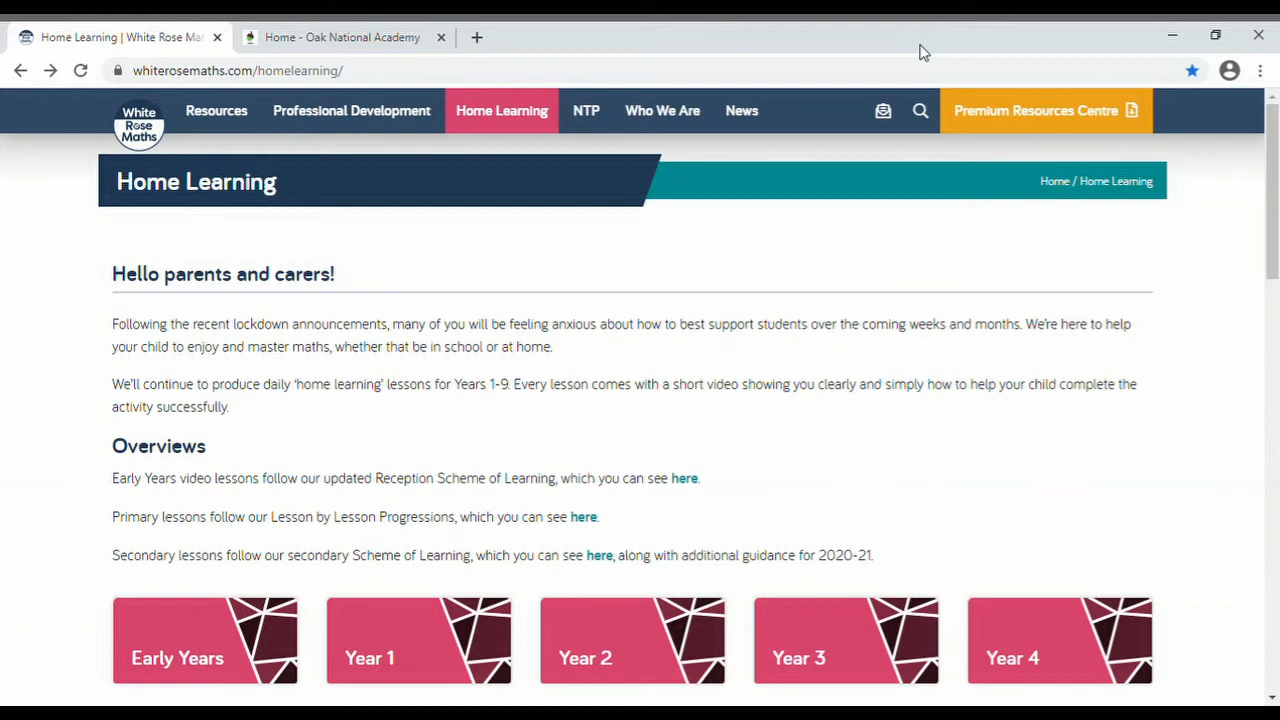 Home Learning | White Rose Mat
Home - Oak National Academy
whiterosemaths.com/homelearning/
White
Rose
Maths
Resources
Professional Development
Home Learning
NTP
Who We Are
News
Premium Resources Centre
Home Learning
Home / Home Learning
Hello parents and carers!
Following the recent lockdown announcements, many of you will be feeling anxious about how to best support students over the coming weeks and months. We're here to help
your child to enjoy and master maths, whether that be in school or at home.
We'll continue to produce daily 'home learning' lessons for Years 1-9. Every lesson comes with a short video showing you clearly and simply how to help your child complete the
activity successfully.
Overviews
Early Years video lessons follow our updated Reception Scheme of Learning, which you can see here.
Primary lessons follow our Lesson by Lesson Progressions, which you can see here.
Secondary lessons follow our secondary Scheme of Learning, which you can see here, along with additional guidance for 2020-21.
Early Years
Year 1
Year 2
Year 3
Year 4